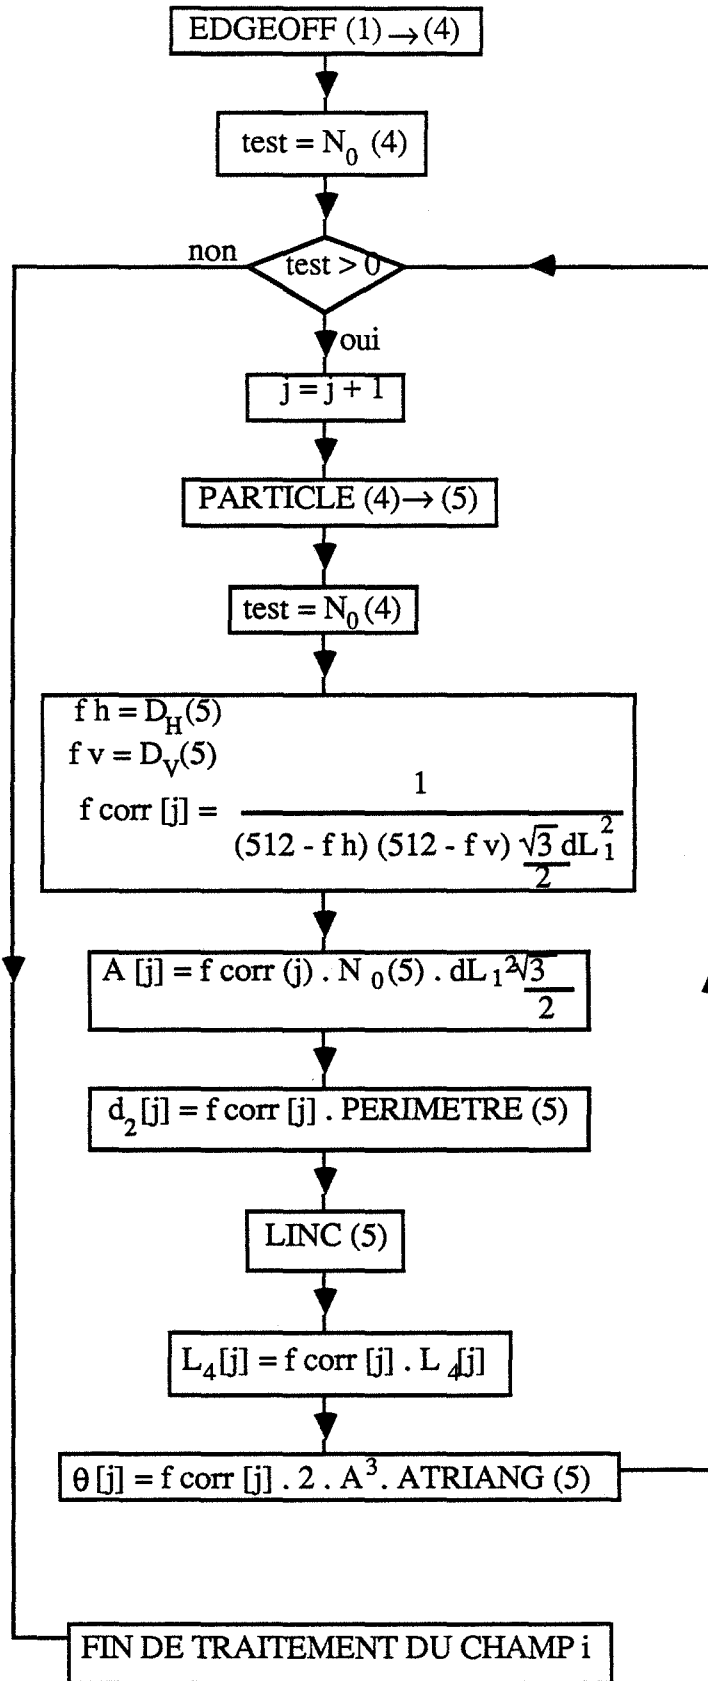 EDGEOFF (1) → (4)
test = N₀ (4)
non
test > 0
oui
j = j + 1
PARTICLE (4) → (5)
test = N₀ (4)
f h = D_H(5)
f v = D_V(5)
1
f corr [j] =
(512 - f h) (512 - f v) √3 dL₁²
2
A [j] = f corr (j) . N₀(5) . dL₁² √3
2
d₂[j] = f corr [j] . PERIMETRE (5)
LINC (5)
L₄[j] = f corr [j] . L₄[j]
θ [j] = f corr [j] . 2 . A³. ATRIANG (5)
FIN DE TRAITEMENT DU CHAMP i